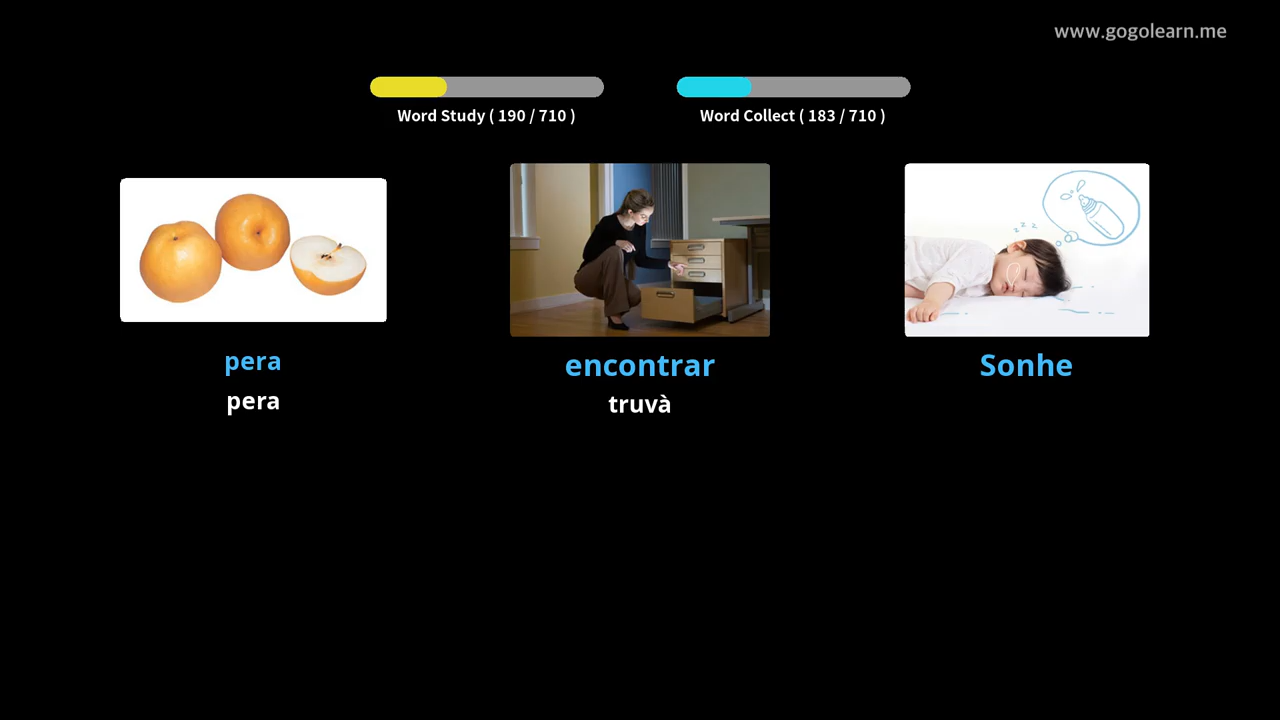 www.gogolearn.me
Word Study ( 190 / 710 )
Word Collect ( 183 / 710 )
pera
pera
encontrar
truvà
Sonhe